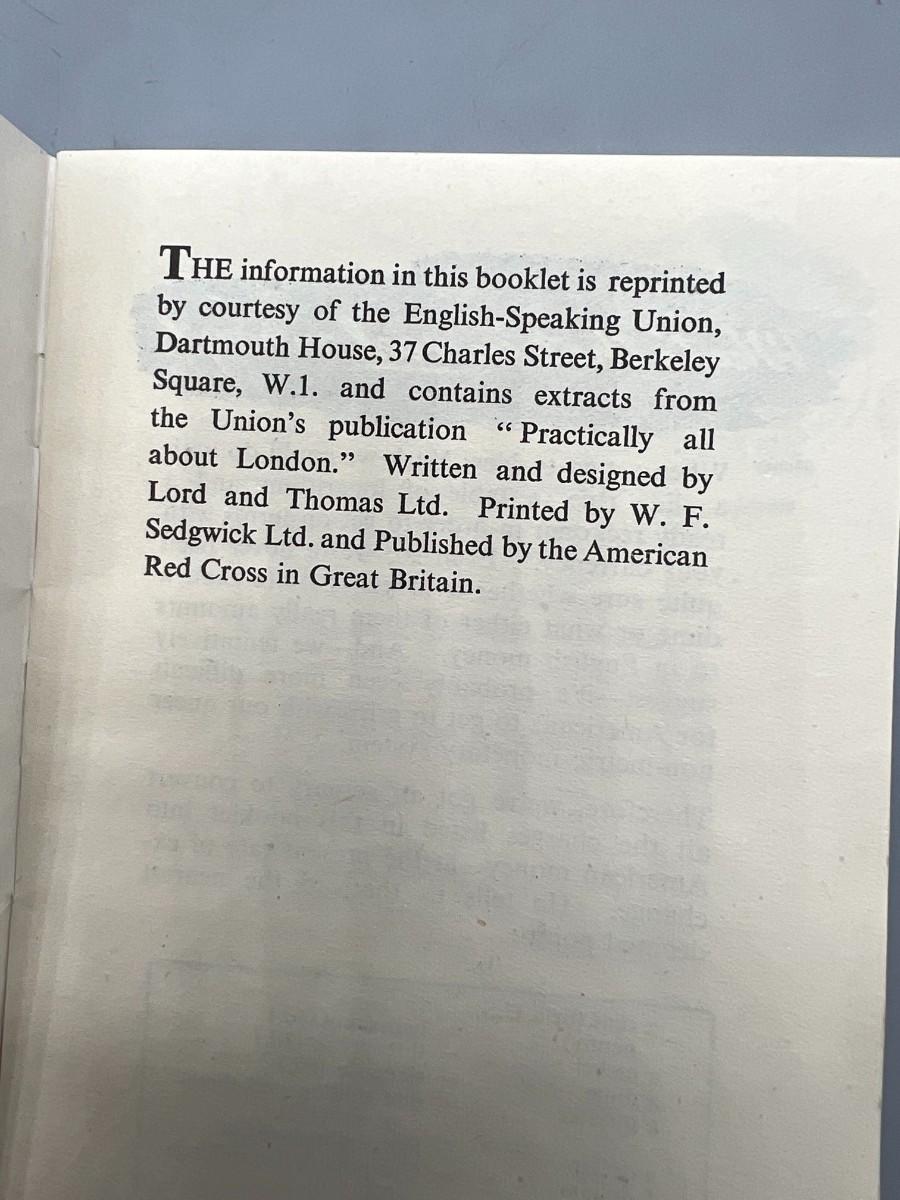 THE information in this booklet is reprinted
by courtesy of the English-Speaking Union,
Dartmouth House, 37 Charles Street, Berkeley
Square, W.1. and contains extracts from
the Union’s publication “ Practically all
about London.” Written and designed by
Lord and Thomas Ltd. Printed by W. F.
Sedgwick Ltd. and Published by the American
Red Cross in Great Britain.